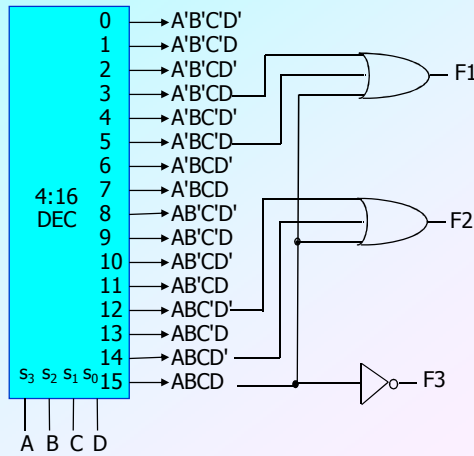 0 A'B'C'D'
1 A'B'C'D
2 A'B'CD'
3 A'B'CD
4 A'BC'D'
5 A'BC'D
6 A'BCD'
7 A'BCD
8 AB'C'D'
9 AB'C'D
10 AB'CD'
11 AB'CD
12 ABC'D'
13 ABC'D
14 ABCD'
15 ABCD
4:16
DEC
s3 s2 s1 s0
A B C D
F1
F2
F3